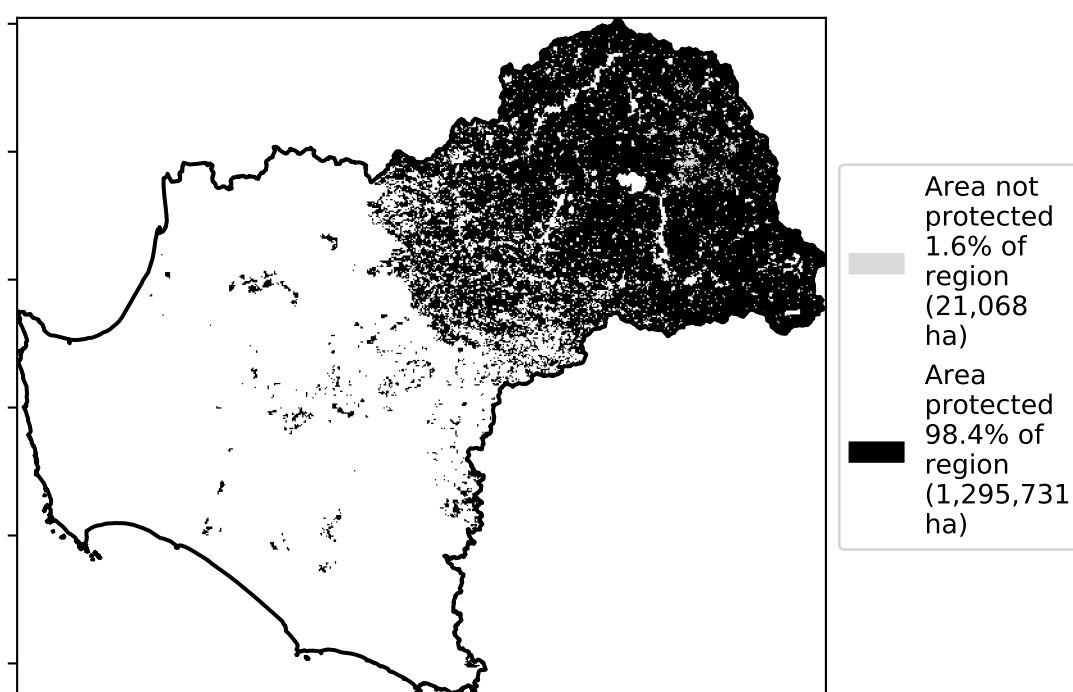 Area not
protected
1.6% of
region
(21,068
ha)
Area
protected
98.4% of
region
(1,295,731
ha)